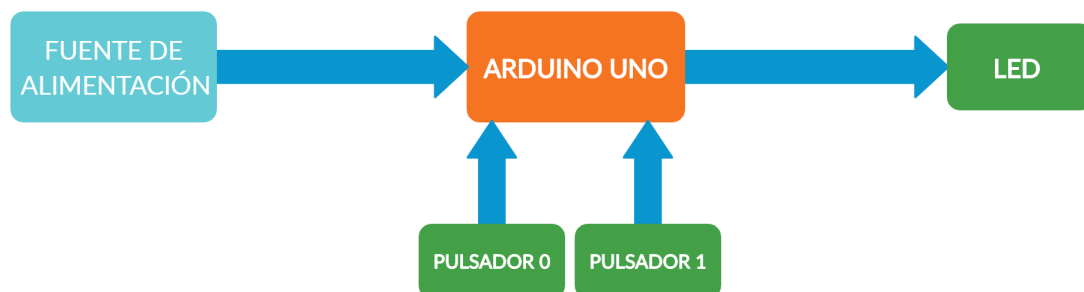 FUENTE DE
ALIMENTACIÓN
ARDUINO UNO
LED
PULSADOR 0
PULSADOR 1